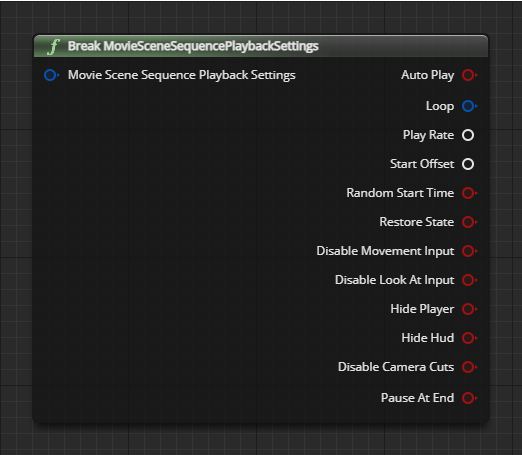 f Break MovieSceneSequencePlaybackSettings
Movie Scene Sequence Playback Settings Auto Play
Loop
Play Rate
Start Offset
Random Start Time
Restore State
Disable Movement Input
Disable Look At Input
Hide Player
Hide Hud
Disable Camera Cuts
Pause At End